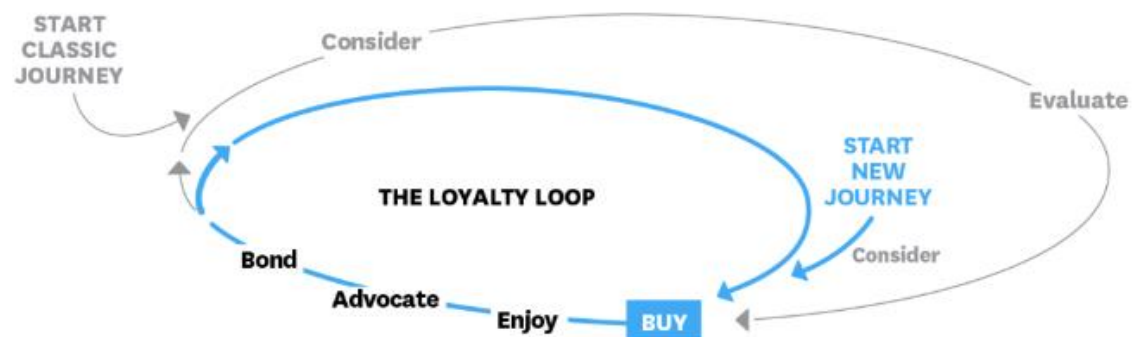 START
CLASSIC
JOURNEY
Consider
Evaluate
START
NEW
JOURNEY
THE LOYALTY LOOP
Consider
Bond
Advocate
Enjoy
BUY